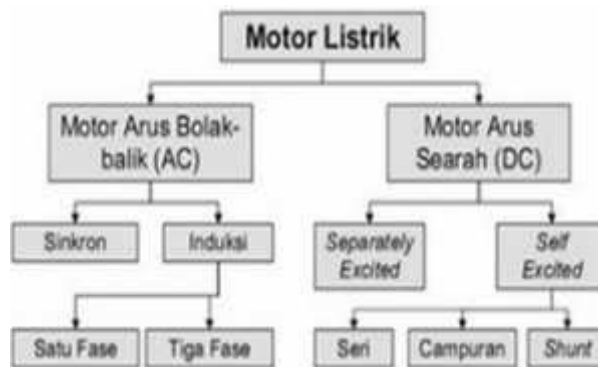 Motor Listrik
Motor Arus Bolak-
balik (AC)
Motor Arus
Searah (DC)
Sinkron
Induksi
Separately
Excited
Self
Excited
Satu Fase
Tiga Fase
Seri
Campuran
Shunt